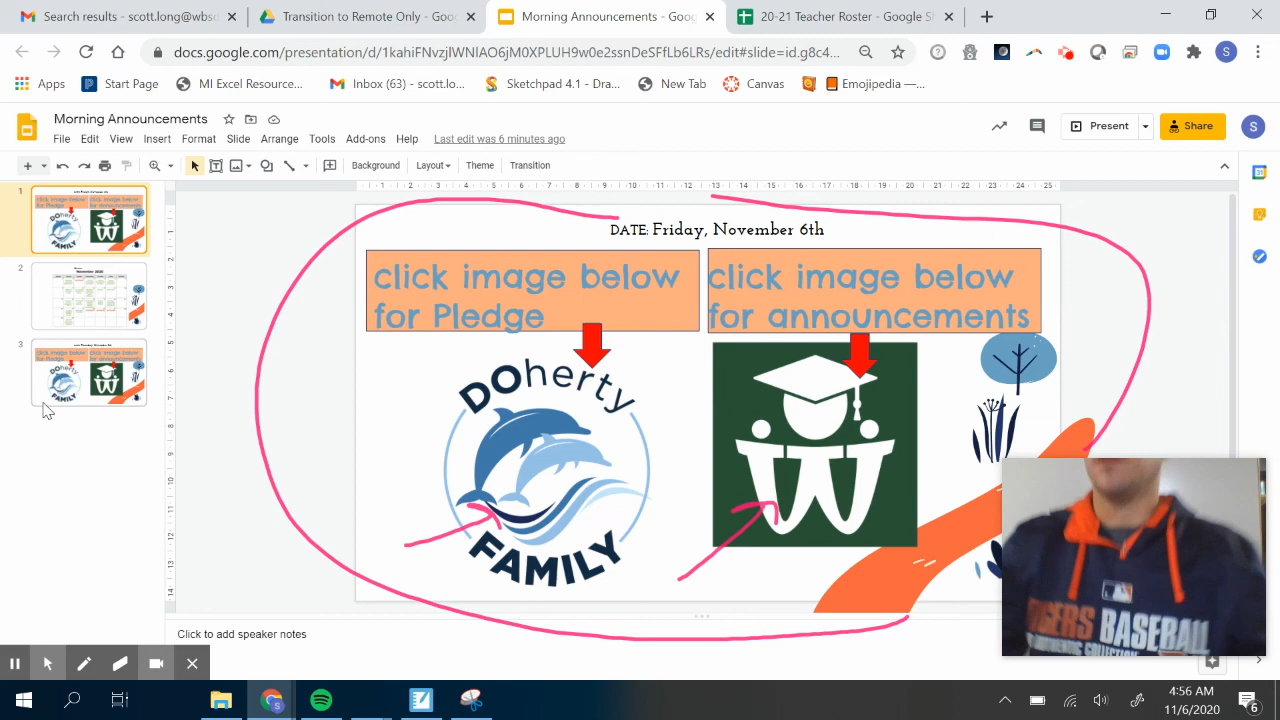 Search results - scott.long@wbsc
Transition to Remote Only - Goo
Morning Announcements - Goo
20-21 Teacher Roster - Google S
docs.google.com/presentation/d/1kahiFNvzjlWNIAO6jM0XPLUH9w0e2ssnDeSFfLb6LRs/edit#slide=id.g8c4...
Apps
Start Page
MI Excel Resource...
Inbox (63) - scott.lo...
Sketchpad 4.1 - Dra...
New Tab
Canvas
Emojipedia —...
Morning Announcements
File Edit View Insert Format Slide Arrange Tools Add-ons Help Last edit was 6 minutes ago
Present
Share
S
Background Layout Theme Transition
1
2
3
DATE: Friday, November 6th
click image below
for Pledge
click image below
for announcements
DOherty
FAMILY
W
Click to add speaker notes
BASEBALL
4:56 AM
11/6/2020
6